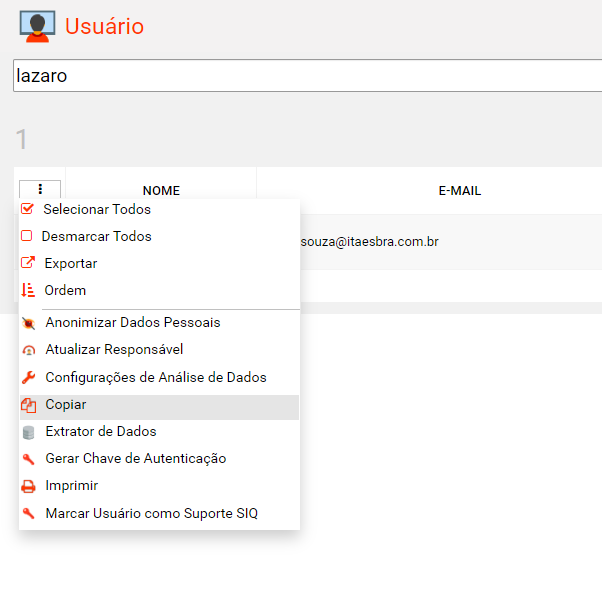 Usuário
lazaro
1
NOME E-MAIL
Selecionar Todos
souza@itaesbra.com.br
Desmarcar Todos
Exportar
Ordem
Anonimizar Dados Pessoais
Atualizar Responsável
Configurações de Análise de Dados
Copiar
Extrator de Dados
Gerar Chave de Autenticação
Imprimir
Marcar Usuário como Suporte SIQ